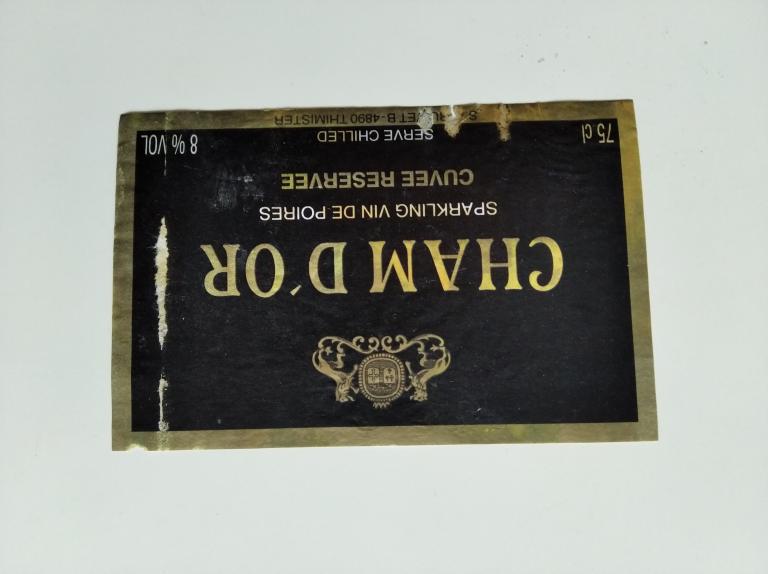 CHAM D'OR
SPARKLING VIN DE POIRES
CUVEE RESERVEE
75 cl SERVE CHILLED 8 % VOL
B-4890 THIMISTER